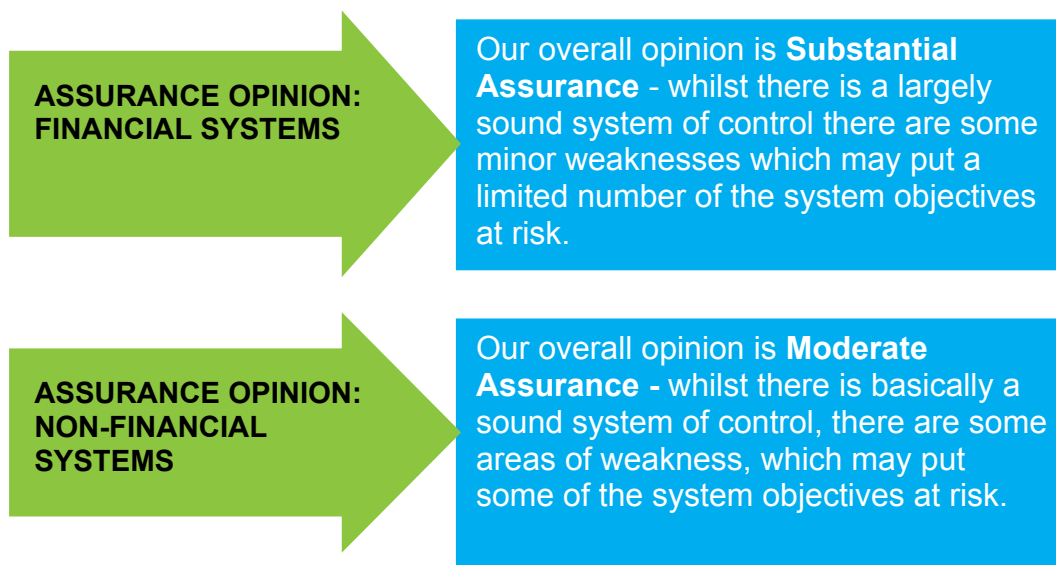 ASSURANCE OPINION:
FINANCIAL SYSTEMS
Our overall opinion is Substantial
Assurance - whilst there is a largely
sound system of control there are some
minor weaknesses which may put a
limited number of the system objectives
at risk.
ASSURANCE OPINION:
NON-FINANCIAL
SYSTEMS
Our overall opinion is Moderate
Assurance - whilst there is basically a
sound system of control, there are some
areas of weakness, which may put
some of the system objectives at risk.